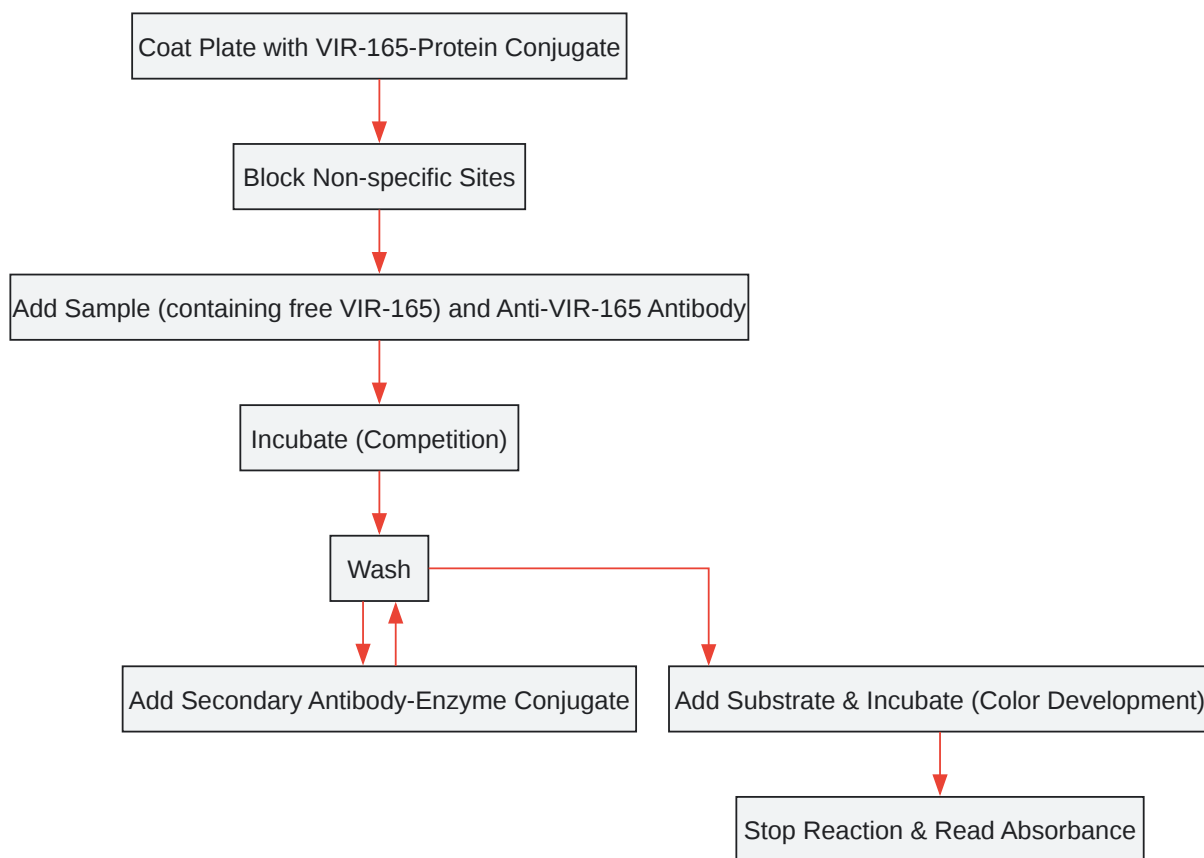 Coat Plate with VIR-165-Protein Conjugate
Block Non-specific Sites
Add Sample (containing free VIR-165) and Anti-VIR-165 Antibody
Incubate (Competition)
Wash
Add Secondary Antibody-Enzyme Conjugate
Add Substrate & Incubate (Color Development)
Stop Reaction & Read Absorbance